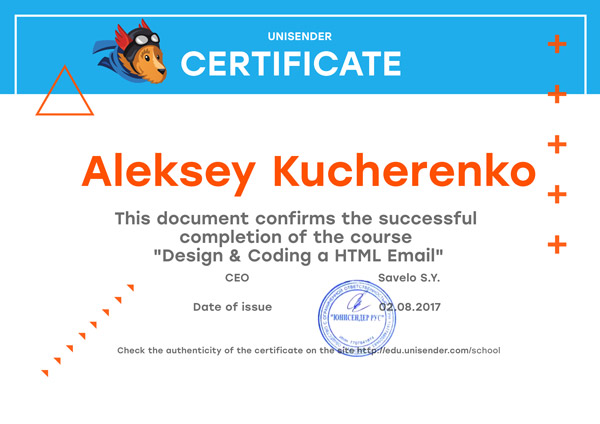 UNISENDER
CERTIFICATE
Aleksey Kucherenko
This document confirms the successful
completion of the course
"Design & Coding a HTML Email"
CEO Savelo S.Y.
Date of issue 02.08.2017
"ЮНИСЕНДЕР РУС"
Check the authenticity of the certificate on the site http://edu.unisender.com/school